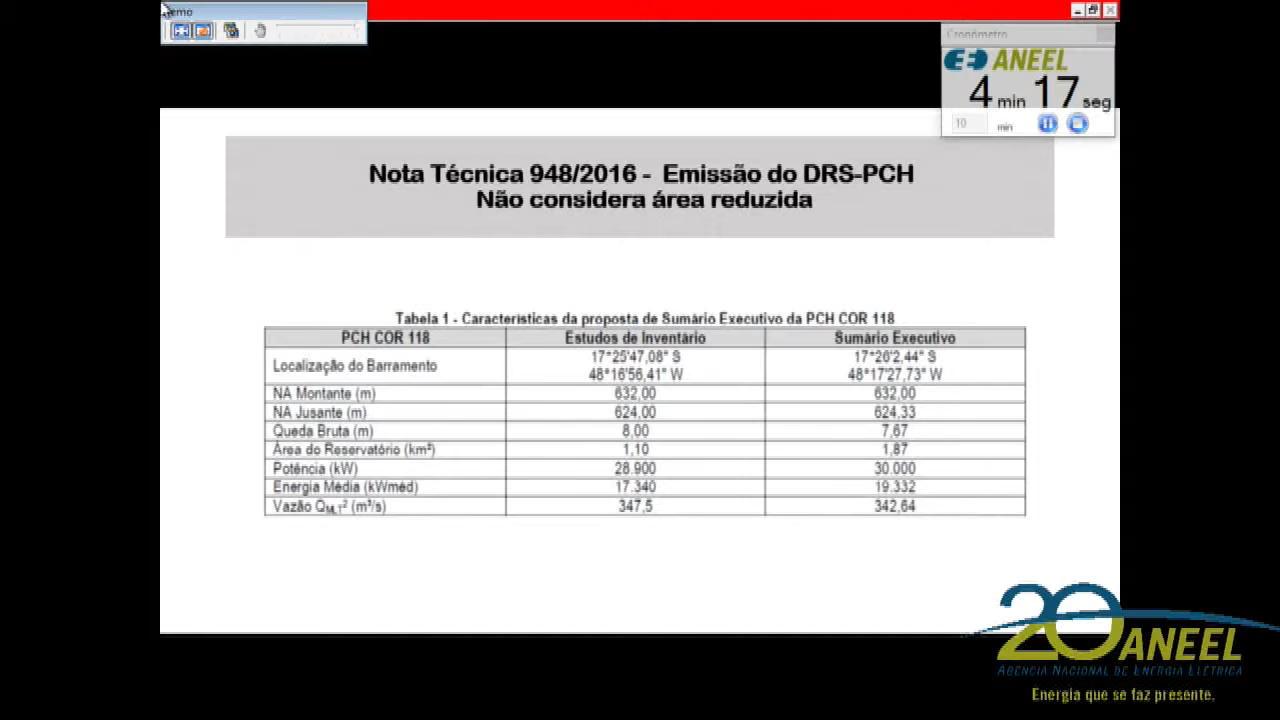 emo
Cronômetro
ANEEL
4 min 17 seg
10 min
Nota Técnica 948/2016 - Emissão do DRS-PCH
Não considera área reduzida
Tabela 1 - Características da proposta de Sumário Executivo da PCH COR 118
PCH COR 118 Estudos de Inventário Sumário Executivo
Localização do Barramento 17°25'47,08" S 48°16'56,41" W 17°26'2,44" S 48°17'27,73" W
NA Montante (m) 632,00 632,00
NA Jusante (m) 624,00 624,33
Queda Bruta (m) 8,00 7,67
Área do Reservatório (km²) 1,10 1,87
Potência (kW) 28.900 30.000
Energia Média (kWméd) 17.340 19.332
Vazão QMLT² (m³/s) 347,5 342,64
20 ANEEL
AGÊNCIA NACIONAL DE ENERGIA ELÉTRICA
Energia que se faz presente.